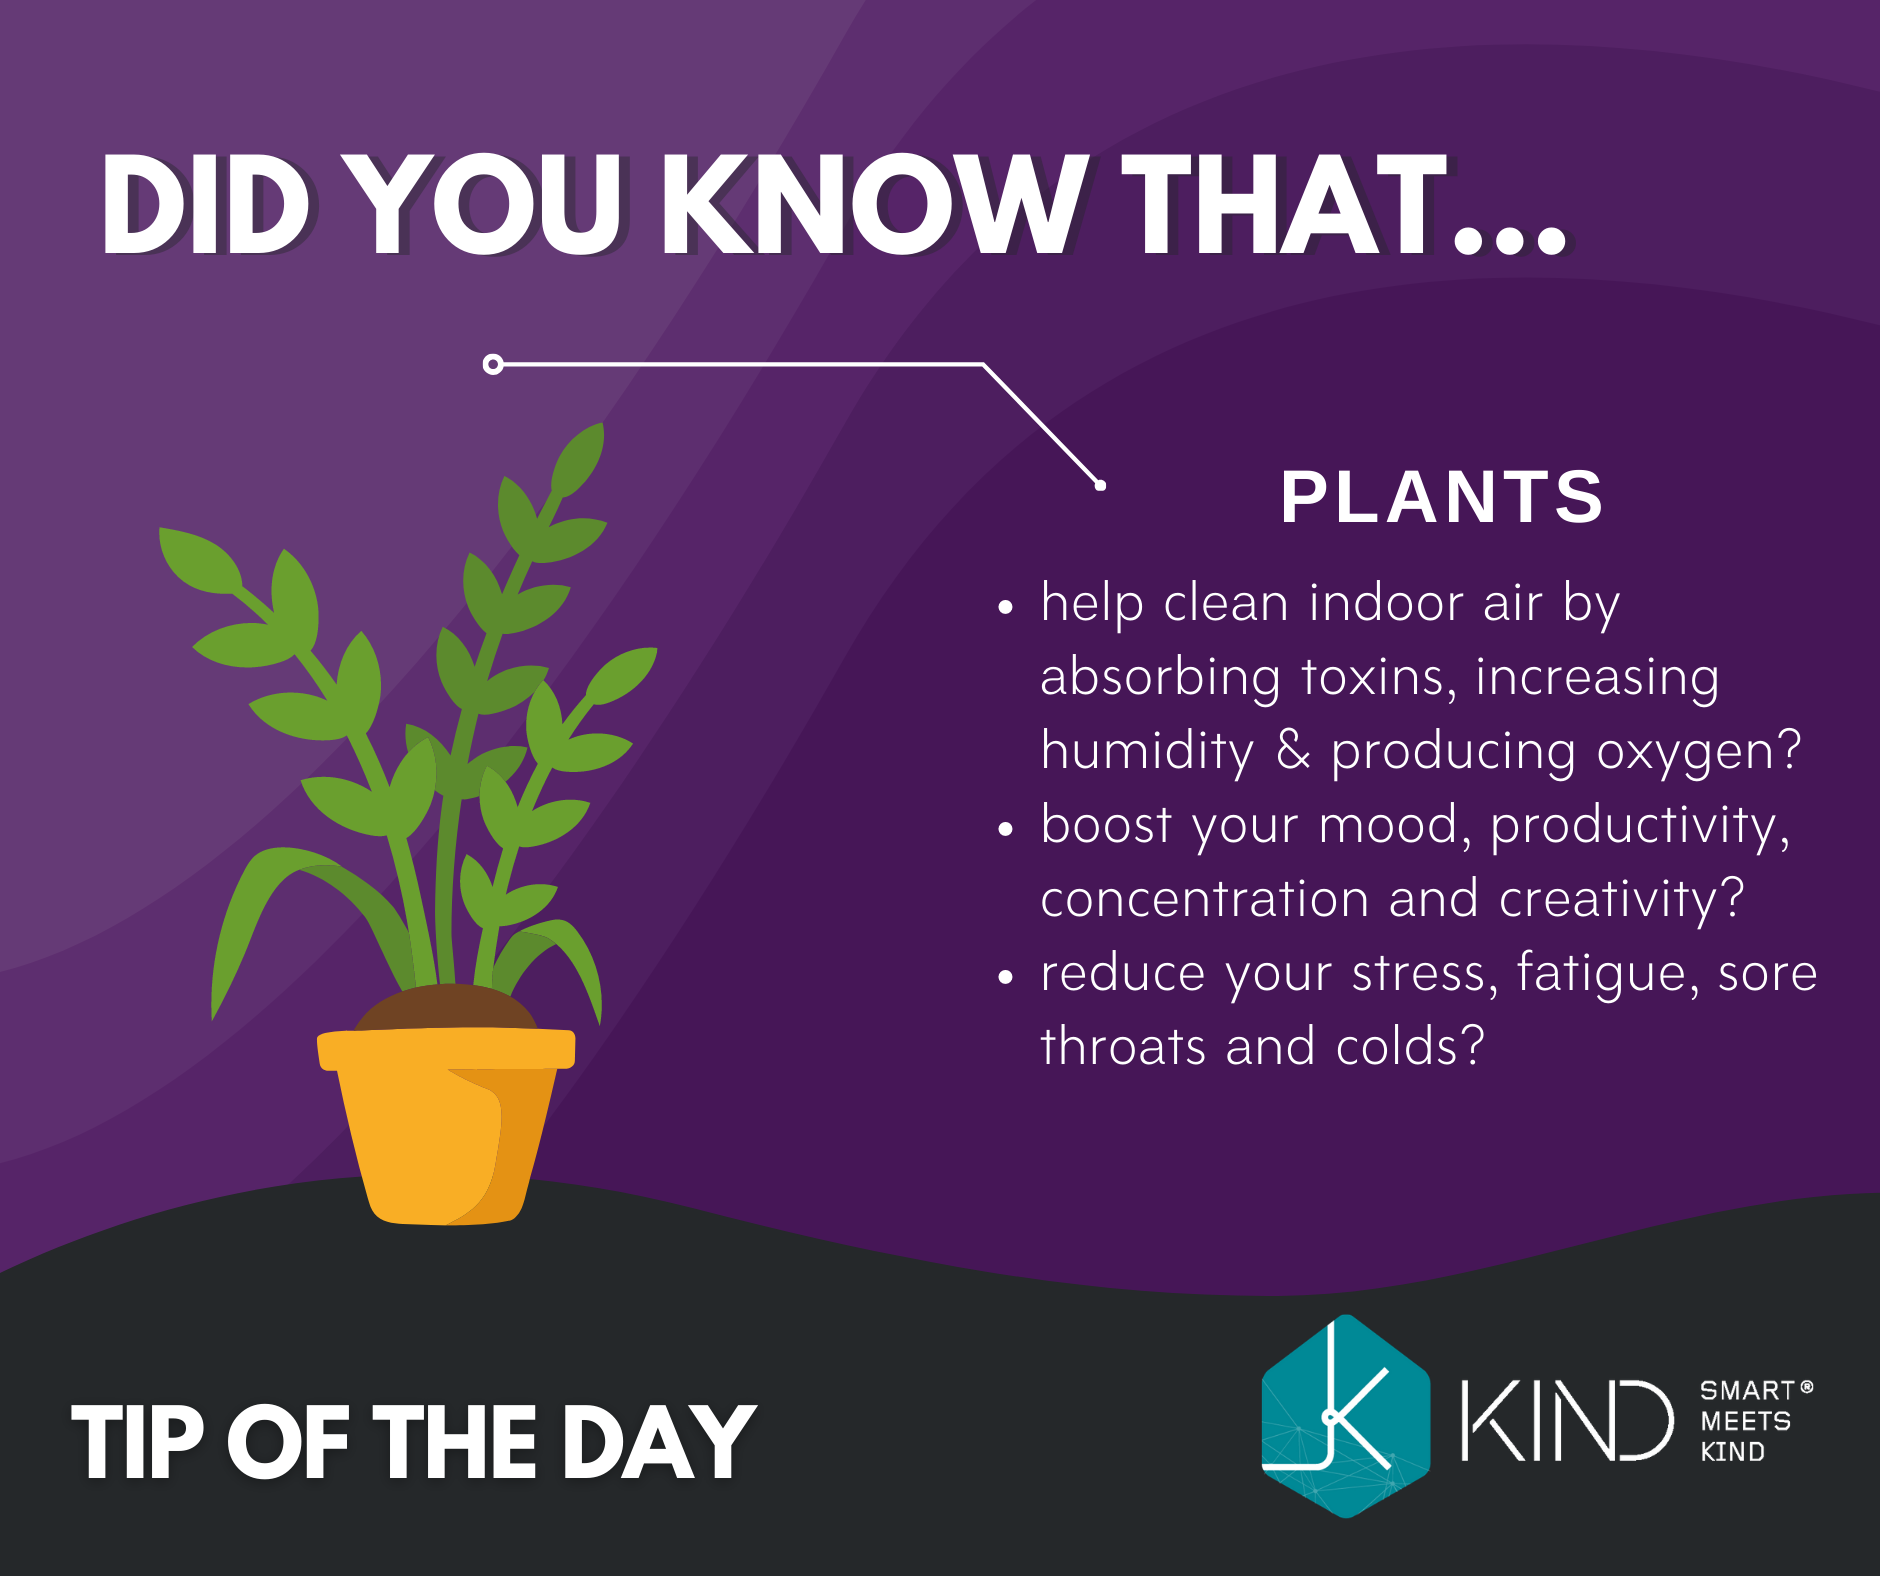 DID YOU KNOW THAT...
PLANTS
• help clean indoor air by
absorbing toxins, increasing
humidity & producing oxygen?
• boost your mood, productivity,
concentration and creativity?
• reduce your stress, fatigue, sore
throats and colds?
TIP OF THE DAY
KIND
SMART®
MEETS
KIND